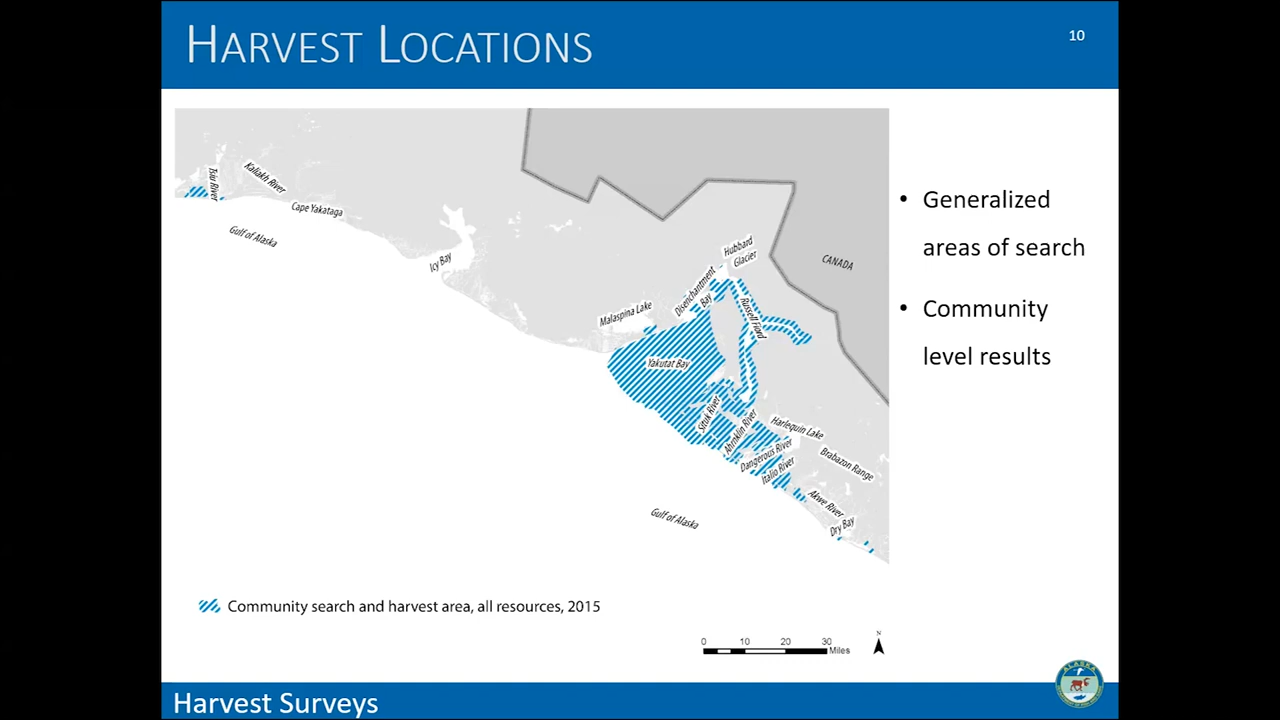 HARVEST LOCATIONS
10
Tsiu River
Kaliakh River
Cape Yakataga
Gulf of Alaska
Icy Bay
Malaspina Lake
Disenchantment
Bay
Hubbard
Glacier
Russell Fiord
CANADA
Yakutat Bay
Situk River
Ahrnklin River
Harlequin Lake
Dangerous River
Italio River
Brabazon Range
Akwe River
Dry Bay
Gulf of Alaska
• Generalized
areas of search
• Community
level results
Community search and harvest area, all resources, 2015
0 10 20 30
Miles
N
Harvest Surveys
ALASKA